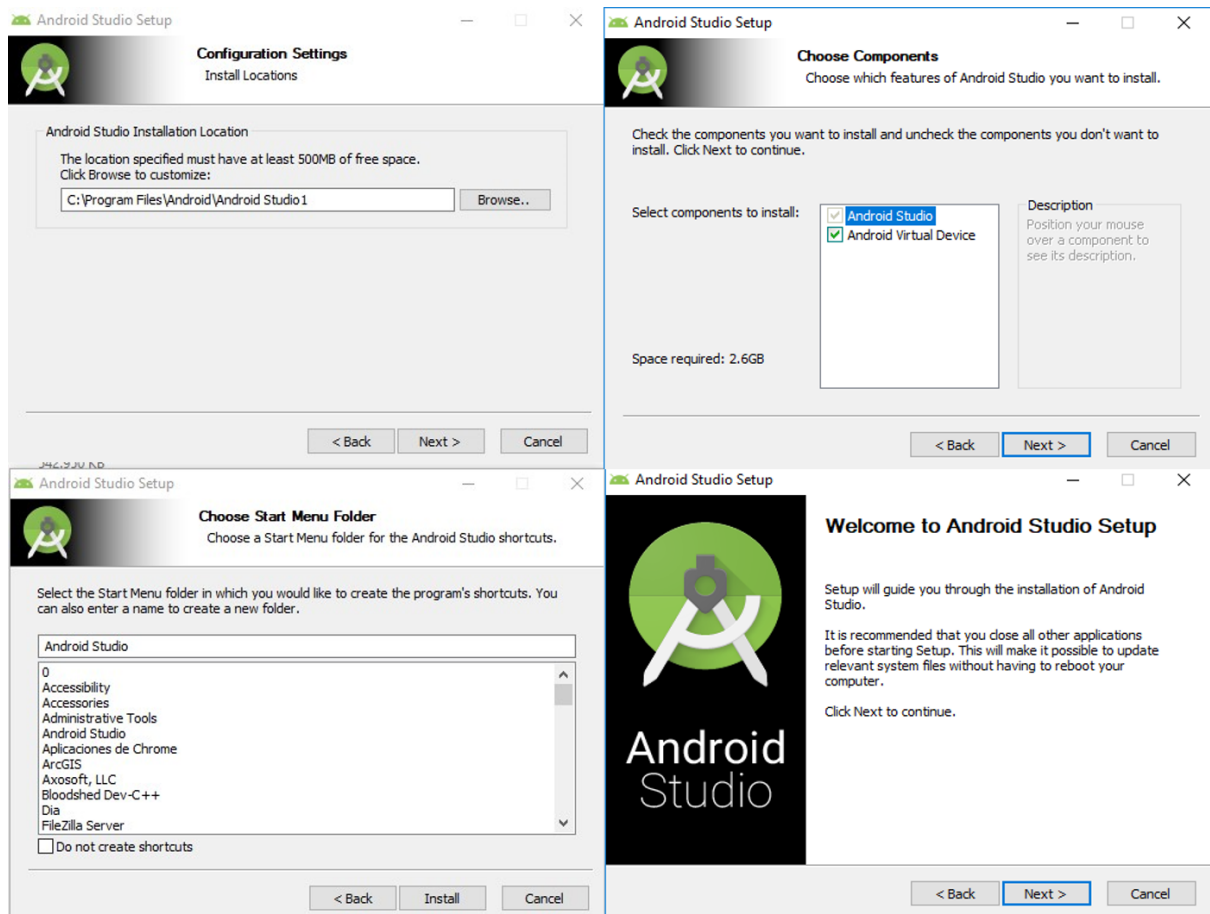 Android Studio Setup
Configuration Settings
Install Locations
Android Studio Installation Location
The location specified must have at least 500MB of free space.
Click Browse to customize:
C:\Program Files\Android\Android Studio1
Browse..
< Back
Next >
Cancel
Android Studio Setup
Choose Components
Choose which features of Android Studio you want to install.
Check the components you want to install and uncheck the components you don't want to
install. Click Next to continue.
Select components to install:
Android Studio
Android Virtual Device
Description
Position your mouse
over a component to
see its description.
Space required: 2.6GB
< Back
Next >
Cancel
Android Studio Setup
Choose Start Menu Folder
Choose a Start Menu folder for the Android Studio shortcuts.
Select the Start Menu folder in which you would like to create the program's shortcuts. You
can also enter a name to create a new folder.
Android Studio
0
Accessibility
Accessories
Administrative Tools
Android Studio
Aplicaciones de Chrome
ArcGIS
Axosoft, LLC
Bloodshed Dev-C++
Dia
FileZilla Server
Do not create shortcuts
< Back
Install
Cancel
Android Studio Setup
Android
Studio
Welcome to Android Studio Setup
Setup will guide you through the installation of Android
Studio.
It is recommended that you close all other applications
before starting Setup. This will make it possible to update
relevant system files without having to reboot your
computer.
Click Next to continue.
< Back
Next >
Cancel